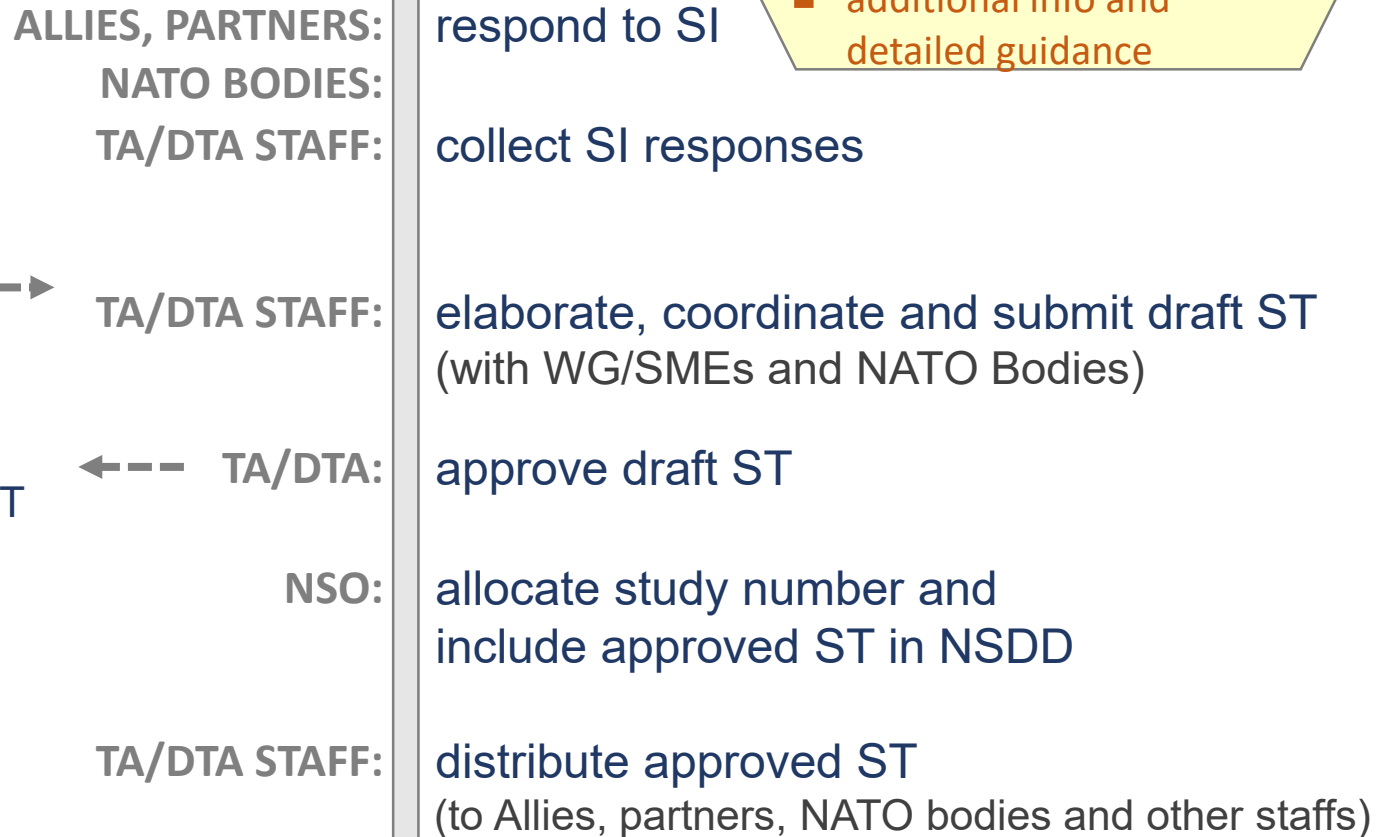 additional info and
ALLIES, PARTNERS: respond to SI
detailed guidance
NATO BODIES:
TA/DTA STAFF: collect SI responses
TA/DTA STAFF: elaborate, coordinate and submit draft ST
(with WG/SMEs and NATO Bodies)
TA/DTA: approve draft ST
T
NSO: allocate study number and
include approved ST in NSDD
TA/DTA STAFF: distribute approved ST
(to Allies, partners, NATO bodies and other staffs)